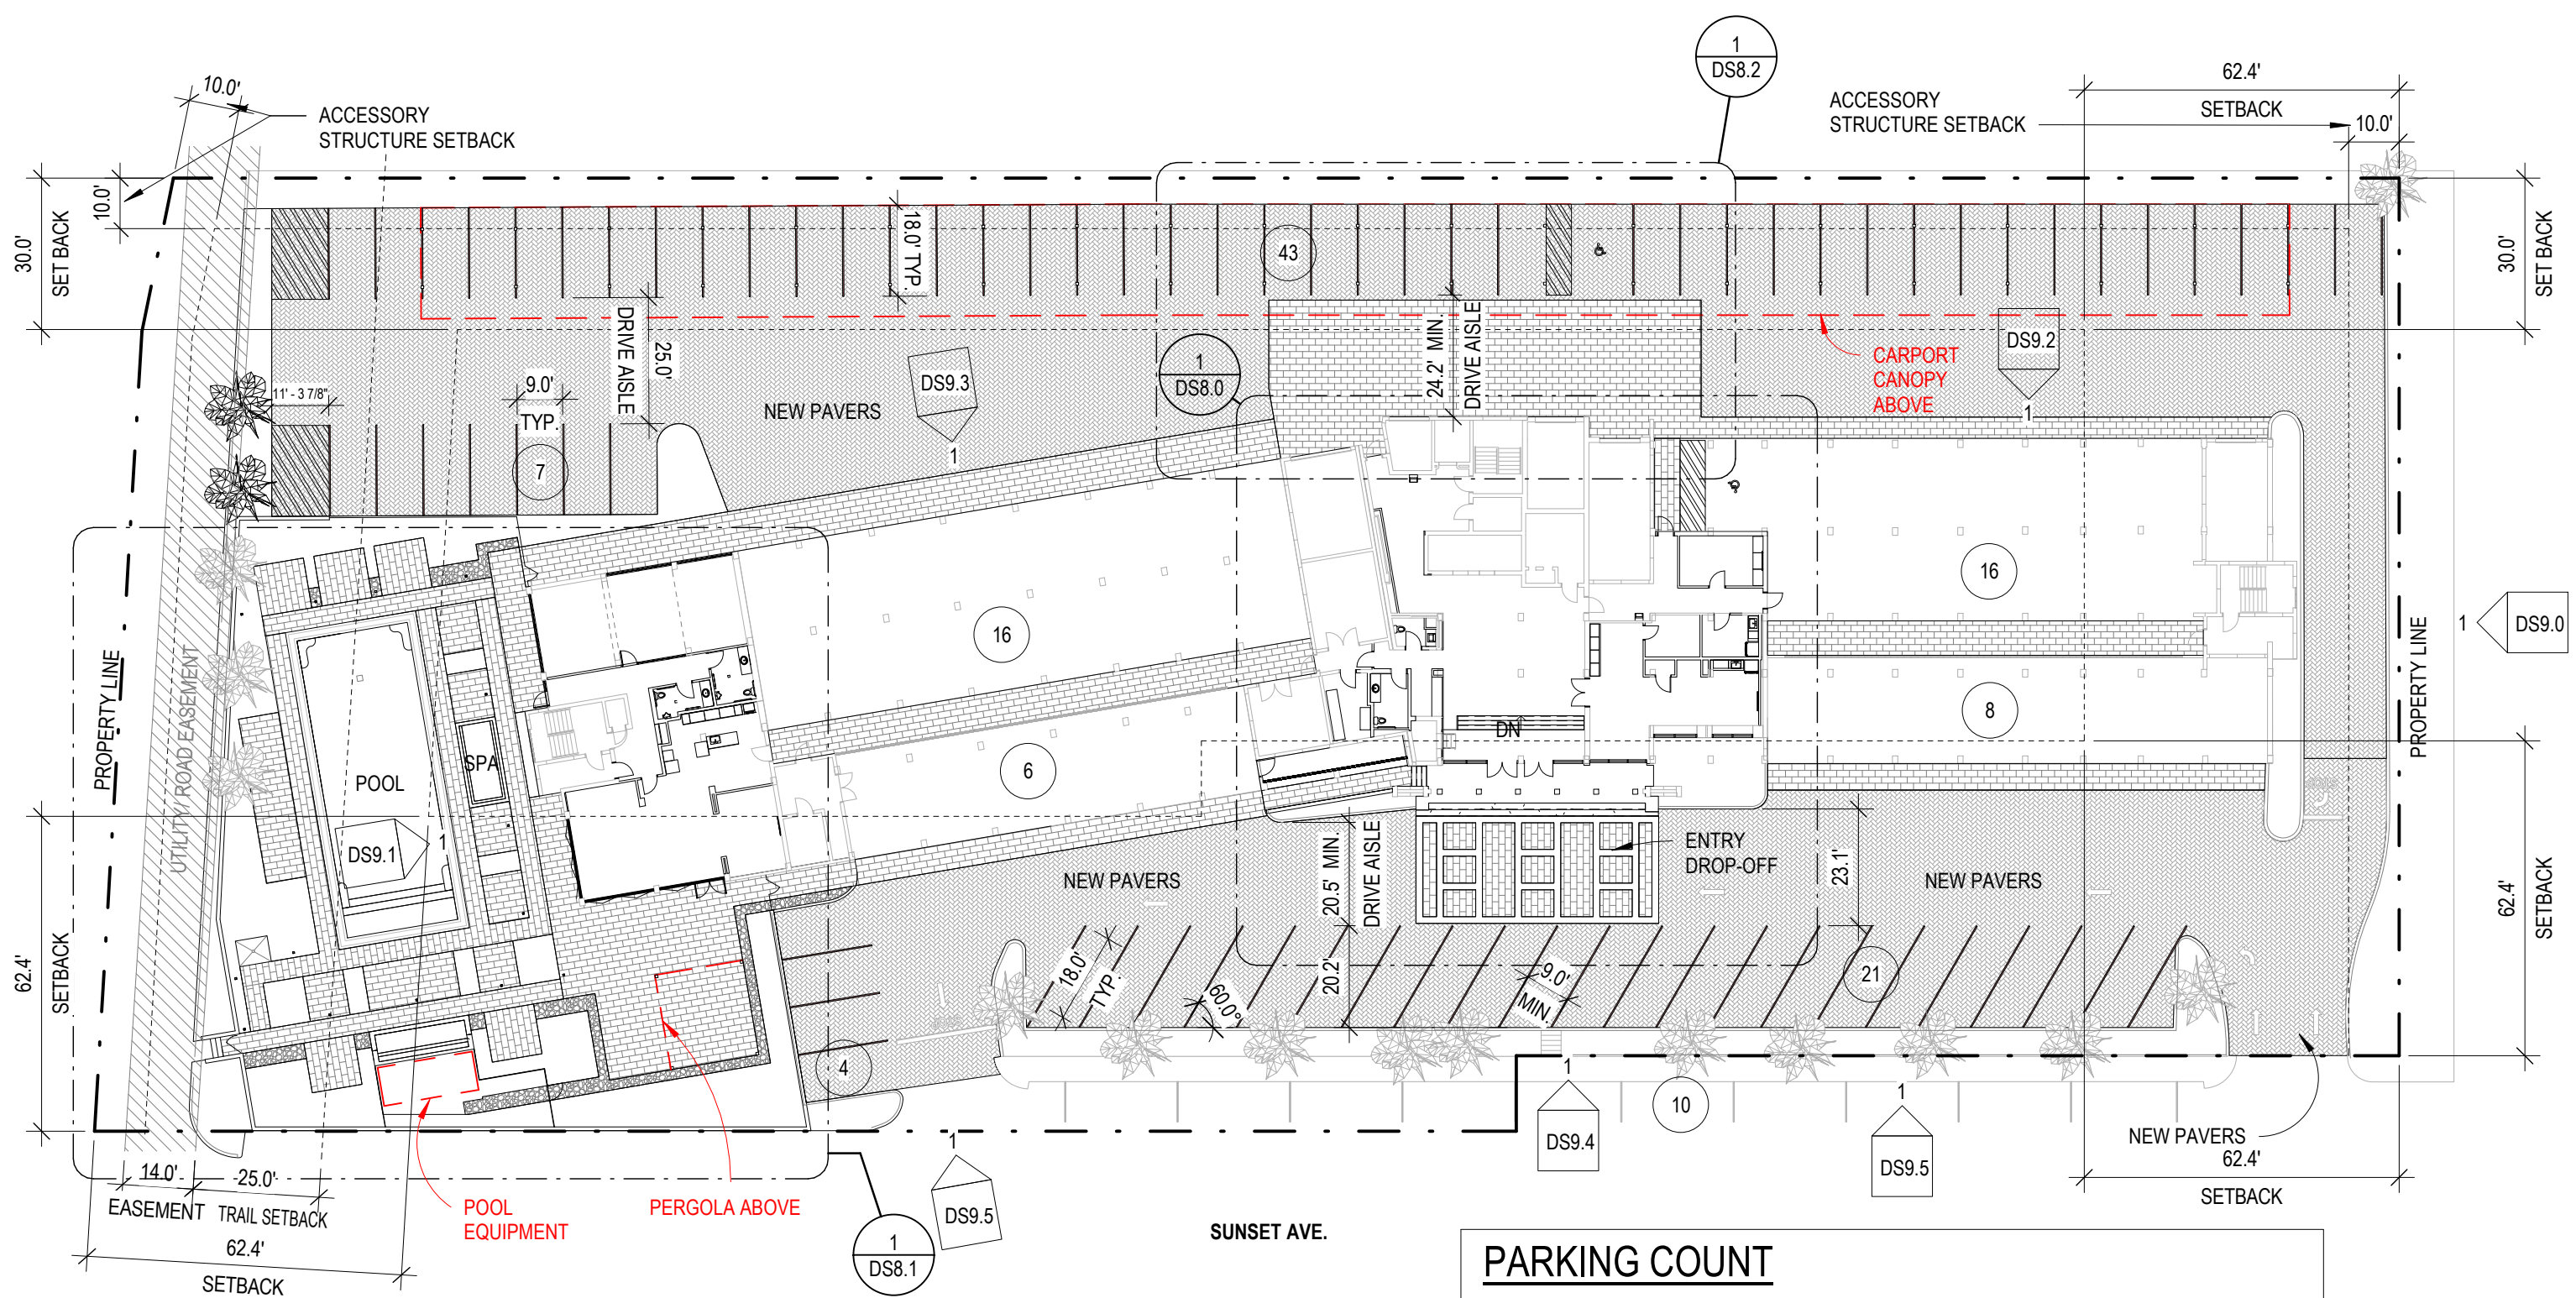 1
DS8.2
62.4'
SETBACK
10.0'
ACCESSORY
STRUCTURE SETBACK
ACCESSORY
STRUCTURE SETBACK
10.0'
10.0'
30.0'
SET BACK
30.0'
SET BACK
18.0' TYP.
43
DRIVE AISLE
25.0'
24.2' MIN.
DRIVE AISLE
1
DS8.0
DS9.2
1
CARPORT
CANOPY
ABOVE
DS9.3
1
11' - 3 7/8"
9.0'
TYP.
NEW PAVERS
7
16
16
PROPERTY LINE
UTILITY/ ROAD EASEMENT
PROPERTY LINE
1
DS9.0
8
6
DN
SPA
POOL
DS9.1
1
20.5' MIN.
DRIVE AISLE
ENTRY
DROP-OFF
23.1'
NEW PAVERS
NEW PAVERS
62.4'
SETBACK
62.4'
SETBACK
18.0'
TYP.
60.0°
20.2'
9.0'
MIN.
21
4
10
1
DS9.4
1
DS9.5
1
DS9.5
NEW PAVERS
62.4'
SETBACK
14.0'
EASEMENT
25.0'
TRAIL SETBACK
62.4'
SETBACK
POOL
EQUIPMENT
PERGOLA ABOVE
1
DS8.1
SUNSET AVE.
PARKING COUNT